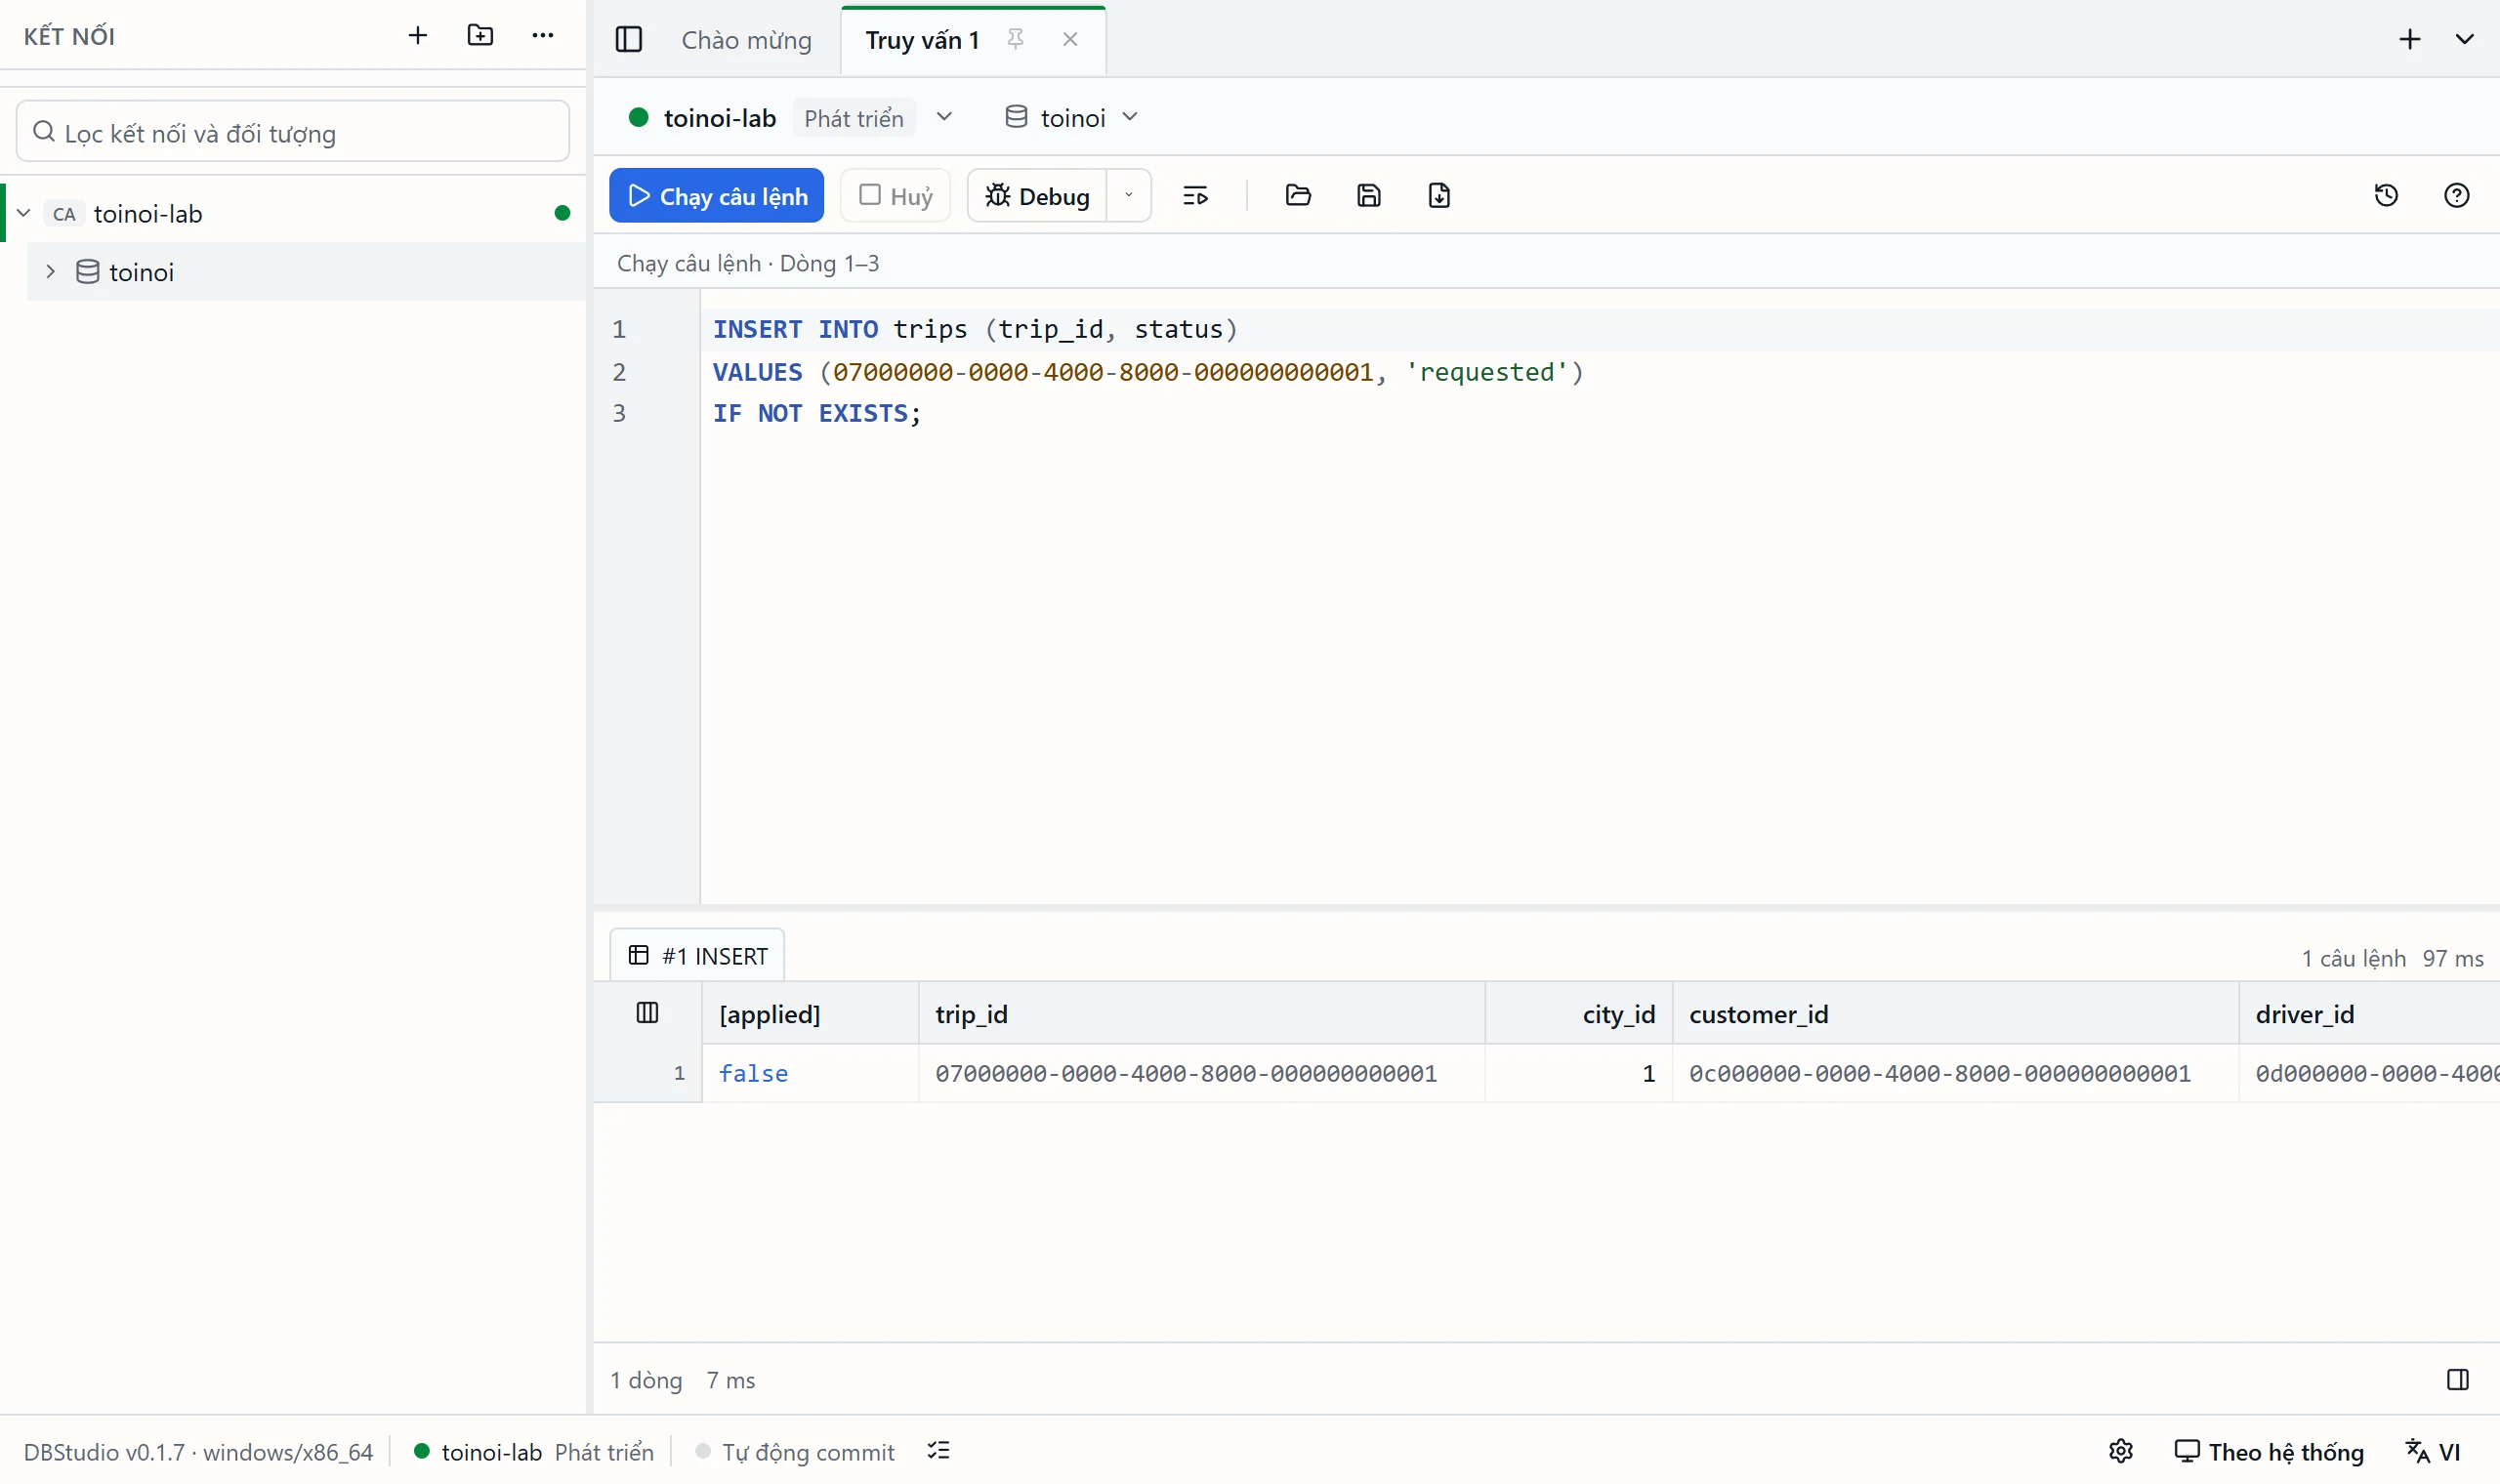 KẾT NỐI
Lọc kết nối và đối tượng
CA toinoi-lab
toinoi
Chào mừng
Truy vấn 1
toinoi-lab Phát triển toinoi
Chạy câu lệnh Huỷ Debug
Chạy câu lệnh · Dòng 1–3
1 INSERT INTO trips (trip_id, status)
2 VALUES (07000000-0000-4000-8000-000000000001, 'requested')
3 IF NOT EXISTS;
#1 INSERT 1 câu lệnh 97 ms
[applied] trip_id city_id customer_id driver_id
1 false 07000000-0000-4000-8000-000000000001 1 0c000000-0000-4000-8000-000000000001 0d000000-0000-4000
1 dòng 7 ms
DBStudio v0.1.7 · windows/x86_64 toinoi-lab Phát triển Tự động commit Theo hệ thống VI